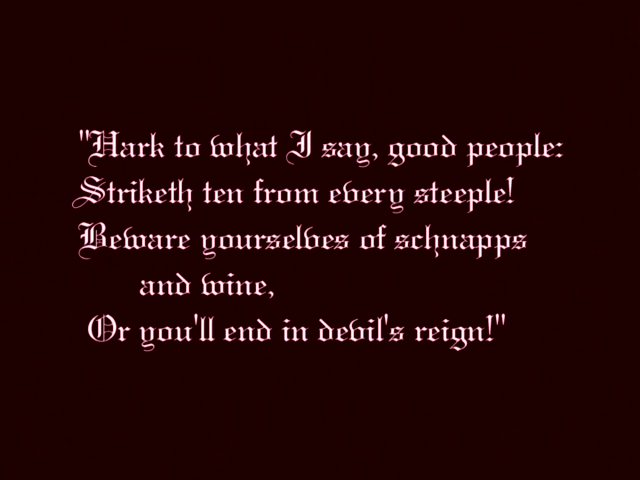 "Hark to what I say, good people:
Striketh ten from every steeple!
Beware yourselves of schnapps
and wine,
Or you'll end in devil's reign!"